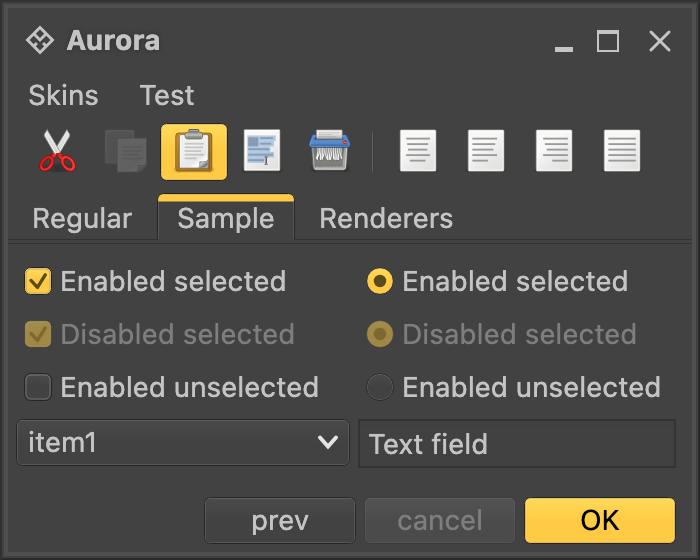 Aurora
Skins Test
Regular Sample Renderers
Enabled selected Enabled selected
Disabled selected Disabled selected
Enabled unselected Enabled unselected
item1 Text field
prev cancel OK